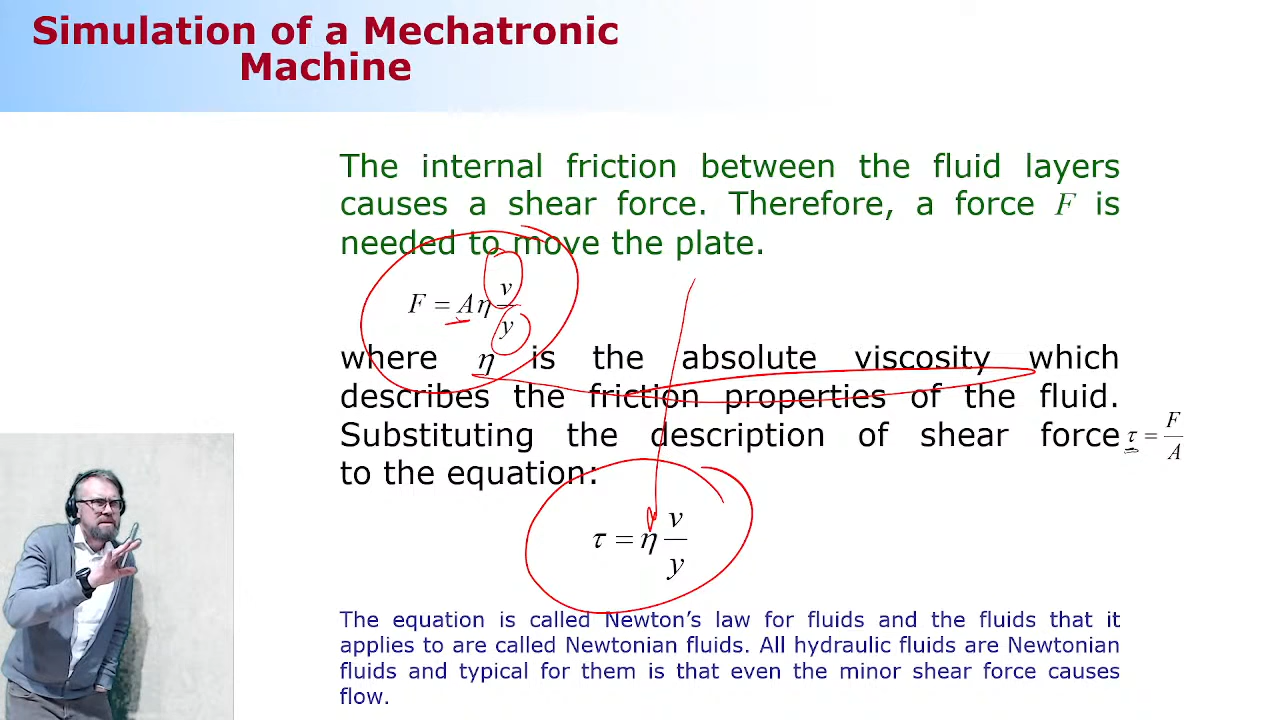 Simulation of a Mechatronic
Machine
The internal friction between the fluid layers
causes a shear force. Therefore, a force F is
needed to move the plate.
F = Aη v/y
where η is the absolute viscosity which
describes the friction properties of the fluid.
Substituting the description of shear force τ = F/A
to the equation:
τ = η v/y
The equation is called Newton's law for fluids and the fluids that it
applies to are called Newtonian fluids. All hydraulic fluids are Newtonian
fluids and typical for them is that even the minor shear force causes
flow.